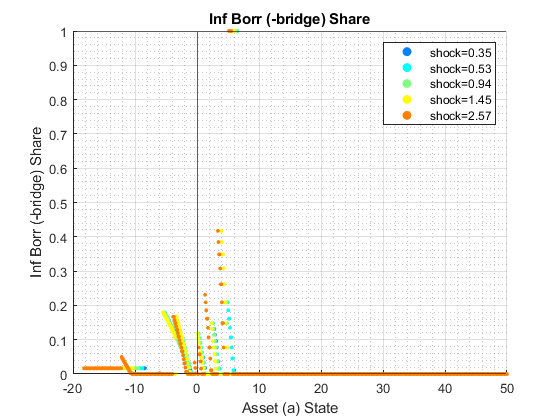 Inf Borr (-bridge) Share
1
0.9
0.8
0.7
0.6
0.5
0.4
0.3
0.2
0.1
0
Inf Borr (-bridge) Share
shock=0.35
shock=0.53
shock=0.94
shock=1.45
shock=2.57
-20 -10 0 10 20 30 40 50
Asset (a) State